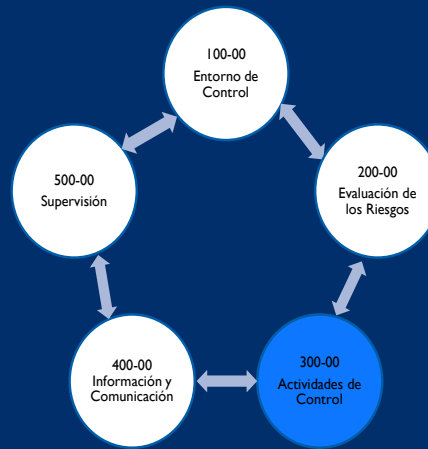 100-00
Entorno de
Control
200-00
Evaluación de
los Riesgos
300-00
Actividades de
Control
400-00
Información y
Comunicación
500-00
Supervisión